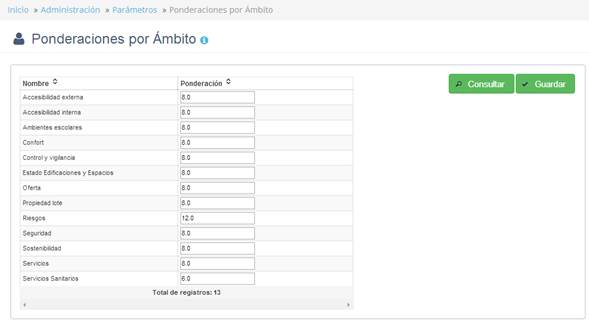 Inicio » Administración » Parámetros » Ponderaciones por Ámbito
Ponderaciones por Ámbito
Consultar Guardar
Nombre Ponderación
Accesibilidad externa 8.0
Accesibilidad interna 8.0
Ambientes escolares 8.0
Confort 8.0
Control y vigilancia 8.0
Estado Edificaciones y Espacios 8.0
Oferta 8.0
Propiedad lote 8.0
Riesgos 12.0
Seguridad 8.0
Sostenibilidad 8.0
Servicios 8.0
Servicios Sanitarios 6.0
Total de registros: 13